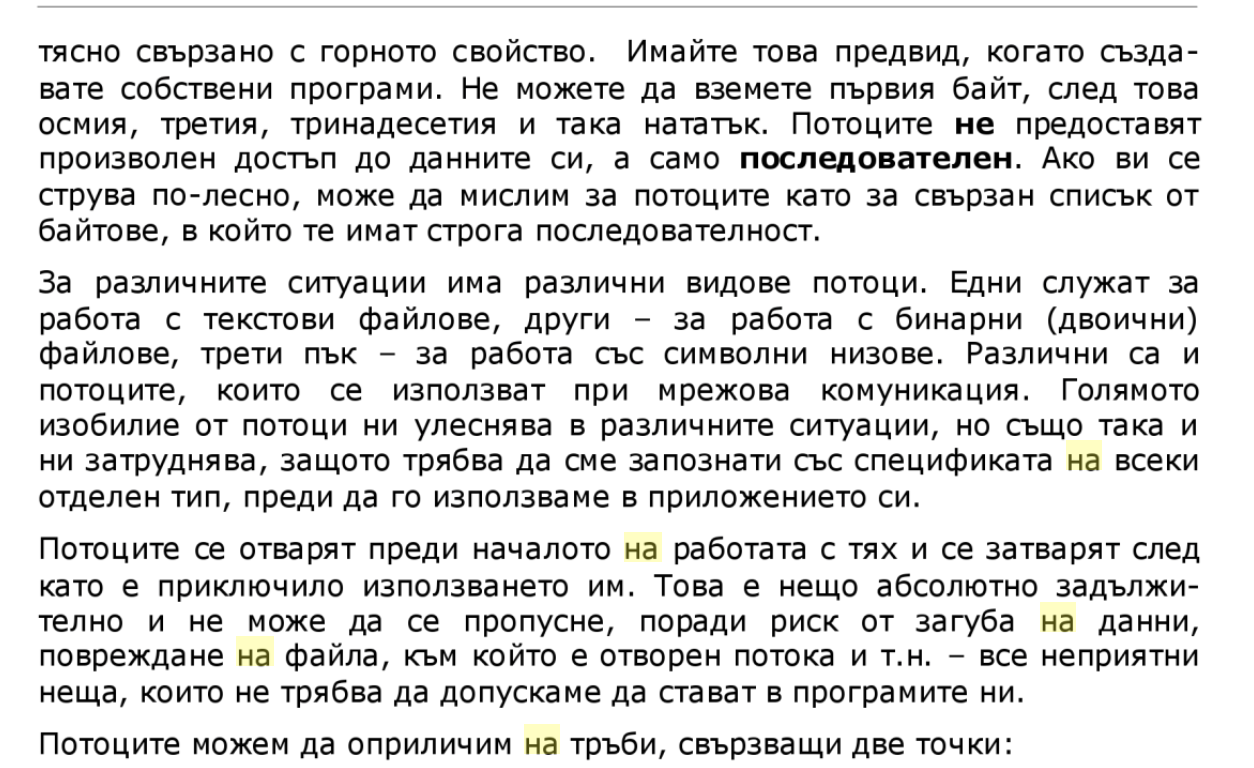 тясно свързано с горното свойство.  Имайте това предвид, когато създа-
вате собствени програми. Не можете да вземете първия байт, след това
осмия, третия, тринадесетия и така нататък. Потоците не предоставят
произволен достъп до данните си, а само последователен. Ако ви се
струва по-лесно, може да мислим за потоците като за свързан списък от
байтове, в който те имат строга последователност.
За различните ситуации има различни видове потоци. Едни служат за
работа с текстови файлове, други – за работа с бинарни (двоични)
файлове, трети пък – за работа със символни низове. Различни са и
потоците, които се използват при мрежова комуникация. Голямото
изобилие от потоци ни улеснява в различните ситуации, но също така и
ни затруднява, защото трябва да сме запознати със спецификата на всеки
отделен тип, преди да го използваме в приложението си.
Потоците се отварят преди началото на работата с тях и се затварят след
като е приключило използването им. Това е нещо абсолютно задължи-
телно и не може да се пропусне, поради риск от загуба на данни,
повреждане на файла, към който е отворен потока и т.н. – все неприятни
неща, които не трябва да допускаме да стават в програмите ни.
Потоците можем да оприличим на тръби, свързващи две точки: